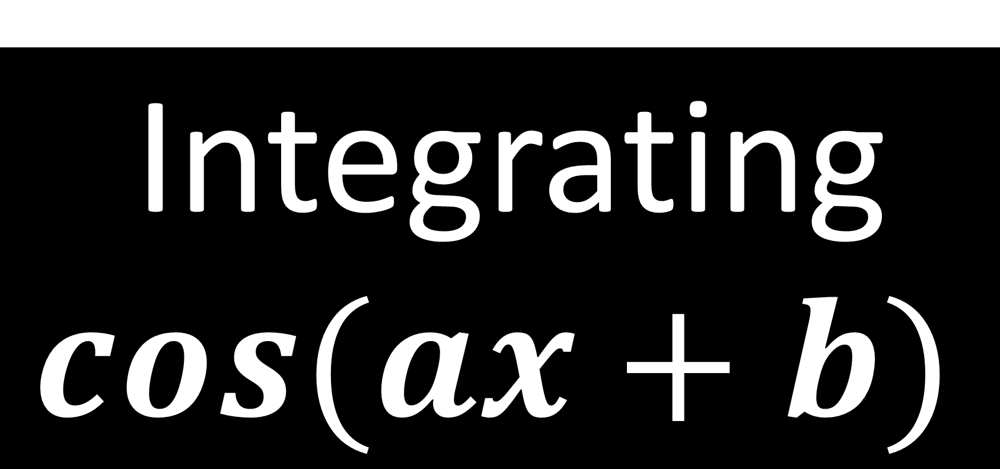 Integrating
cos(ax + b)